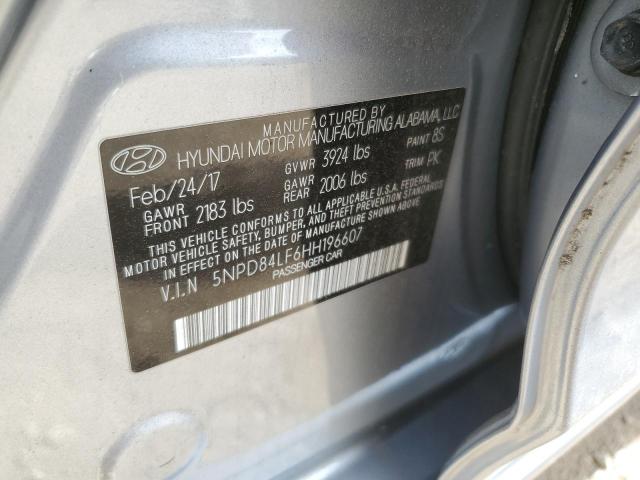 MANUFACTURED BY
HYUNDAI MOTOR MANUFACTURING ALABAMA, LLC
Feb/24/17 GVWR 3924 lbs PAINT 8S
GAWR FRONT 2183 lbs GAWR REAR 2006 lbs TRIM PK
THIS VEHICLE CONFORMS TO ALL APPLICABLE U.S.A. FEDERAL
MOTOR VEHICLE SAFETY, BUMPER, AND THEFT PREVENTION STANDARDS
IN EFFECT ON THE DATE OF MANUFACTURE SHOWN ABOVE.
V.I.N 5NPD84LF6HH196607
PASSENGER CAR